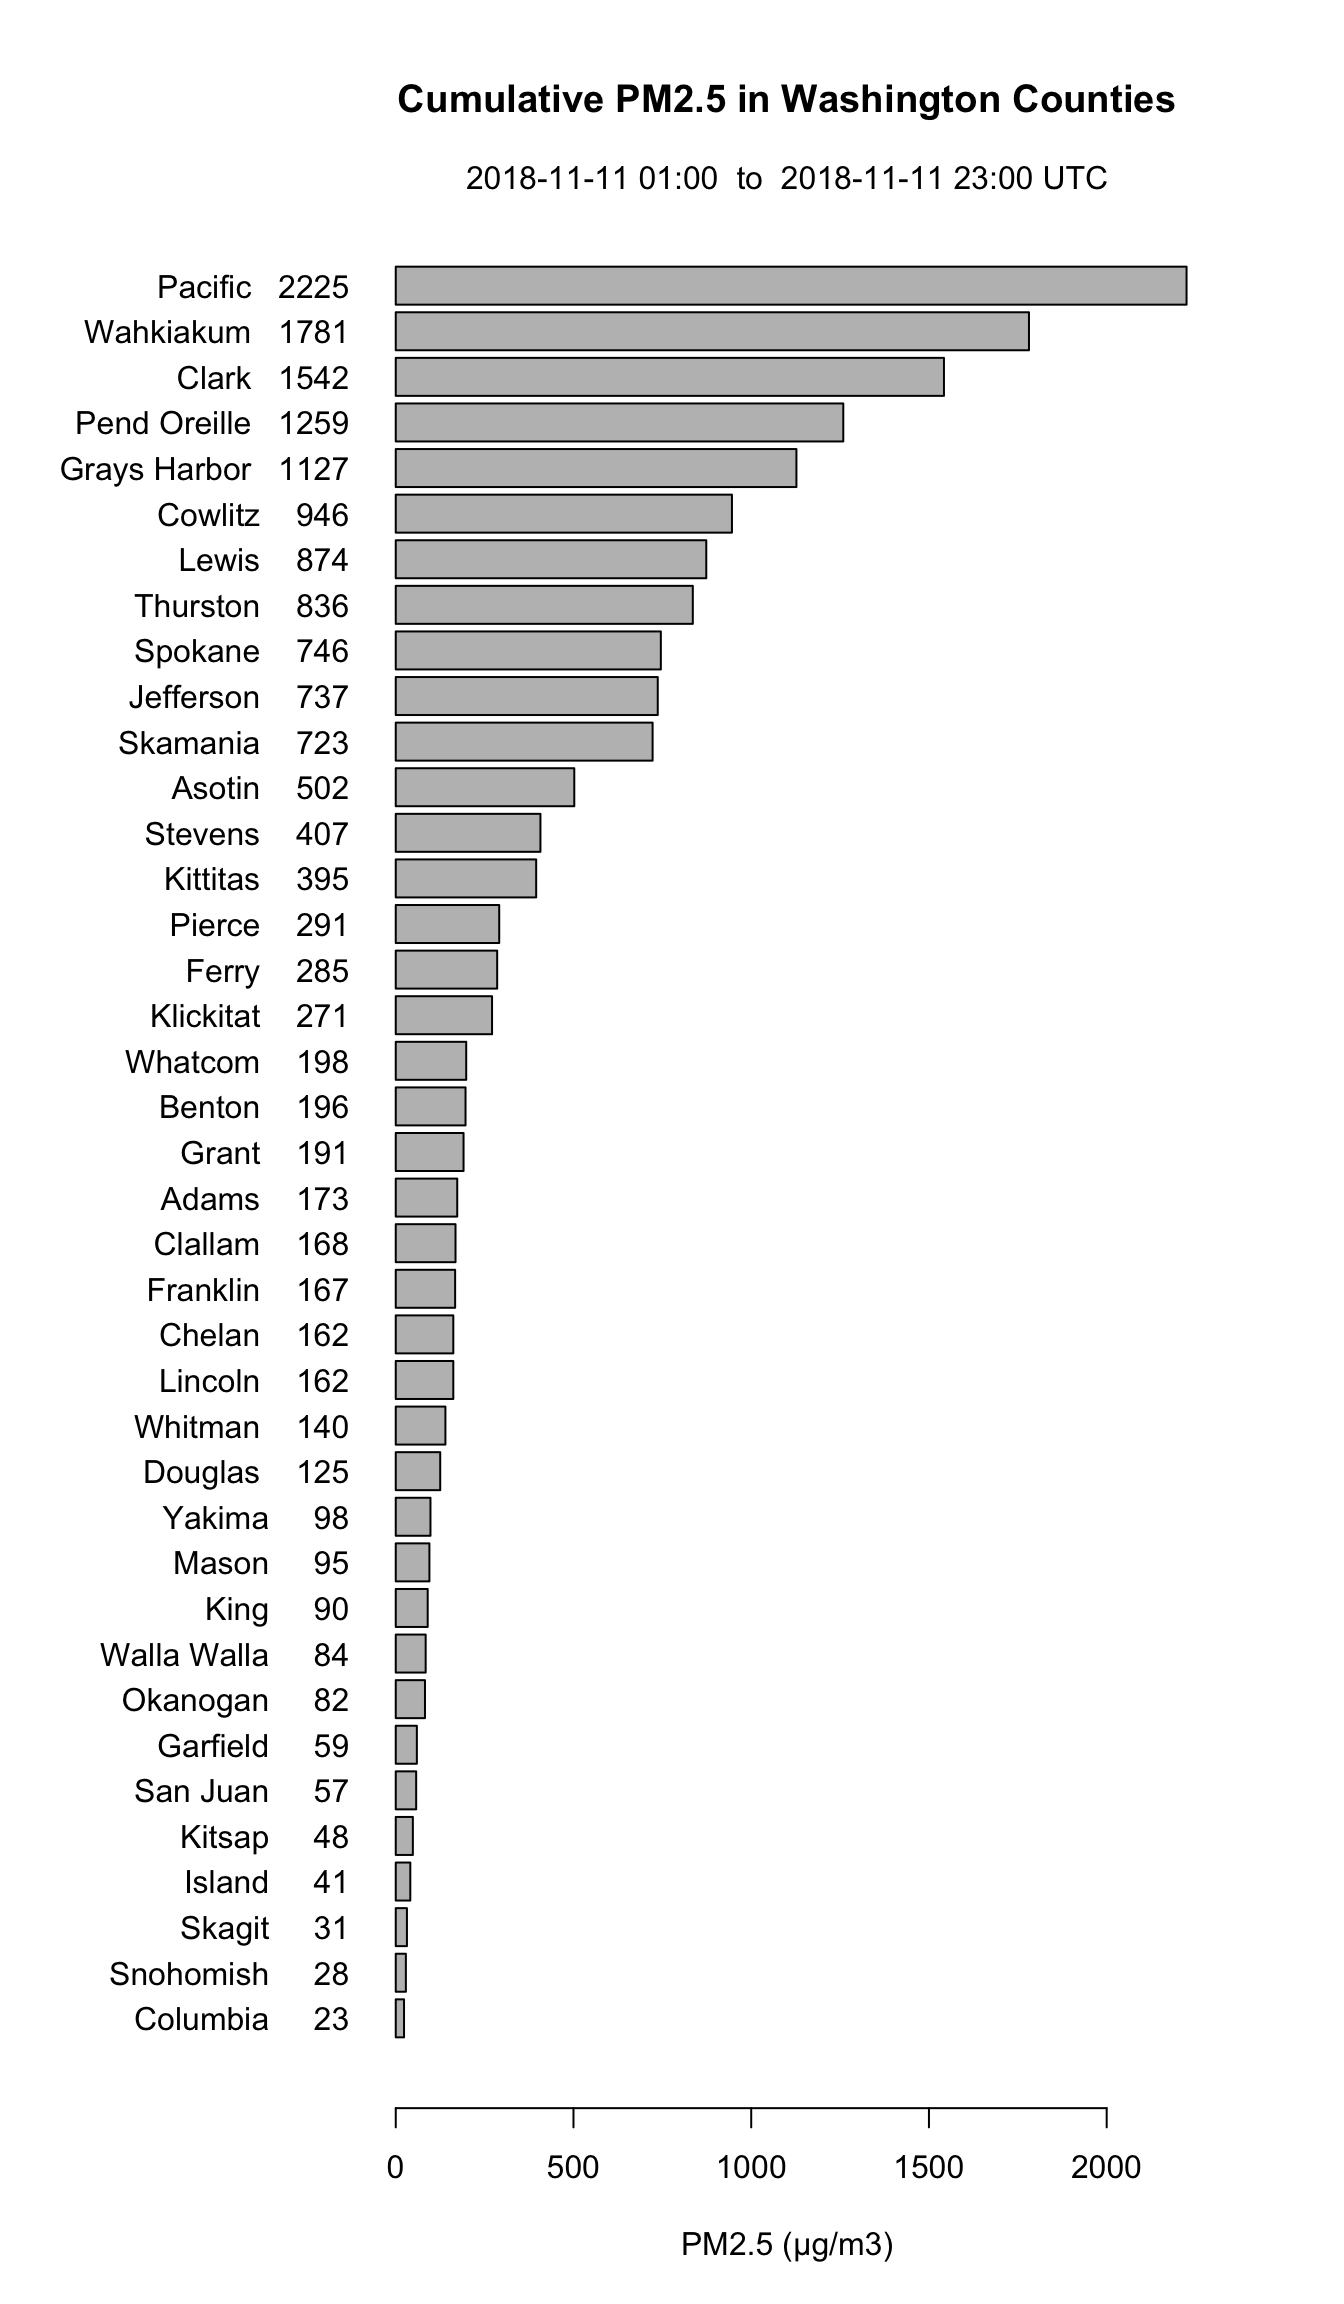 Cumulative PM2.5 in Washington Counties
2018-11-11 01:00 to 2018-11-11 23:00 UTC
Pacific 2225
Wahkiakum 1781
Clark 1542
Pend Oreille 1259
Grays Harbor 1127
Cowlitz 946
Lewis 874
Thurston 836
Spokane 746
Jefferson 737
Skamania 723
Asotin 502
Stevens 407
Kittitas 395
Pierce 291
Ferry 285
Klickitat 271
Whatcom 198
Benton 196
Grant 191
Adams 173
Clallam 168
Franklin 167
Chelan 162
Lincoln 162
Whitman 140
Douglas 125
Yakima 98
Mason 95
King 90
Walla Walla 84
Okanogan 82
Garfield 59
San Juan 57
Kitsap 48
Island 41
Skagit 31
Snohomish 28
Columbia 23
0 500 1000 1500 2000
PM2.5 (µg/m3)